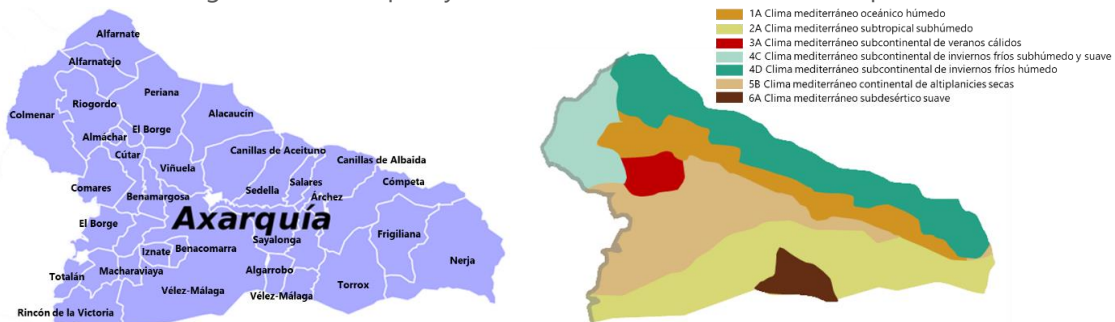 Alfarnate
Alfarnatejo
Periana
Riogordo
Colmenar
Alacaucín
El Borge
Almáchar
Cútar
Canillas de Aceituno
Canillas de Albaida
Viñuela
Comares
Sedella
Salares
Cómpeta
Benamargosa
Árchez
Axarquía
El Borge
Frigiliana
Sayalonga
Iznate
Benacomarra
Nerja
Totalán
Macharaviaya
Algarrobo
Vélez-Málaga
Vélez-Málaga
Torrox
Rincón de la Victoria
1A Clima mediterráneo oceánico húmedo
2A Clima mediterráneo subtropical subhúmedo
3A Clima mediterráneo subcontinental de veranos cálidos
4C Clima mediterráneo subcontinental de inviernos fríos subhúmedo y suave
4D Clima mediterráneo subcontinental de inviernos fríos húmedo
5B Clima mediterráneo continental de altiplanicies secas
6A Clima mediterráneo subdesértico suave